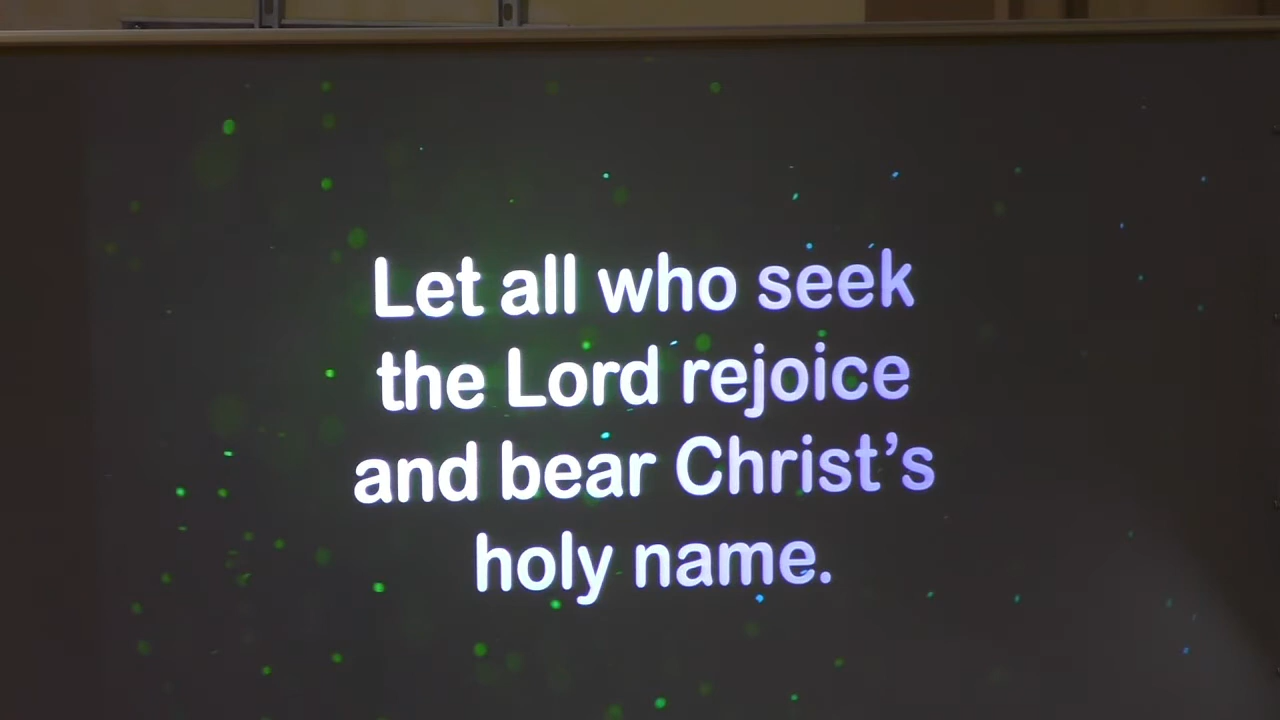 Let all who seek
the Lord rejoice
and bear Christ’s
holy name.